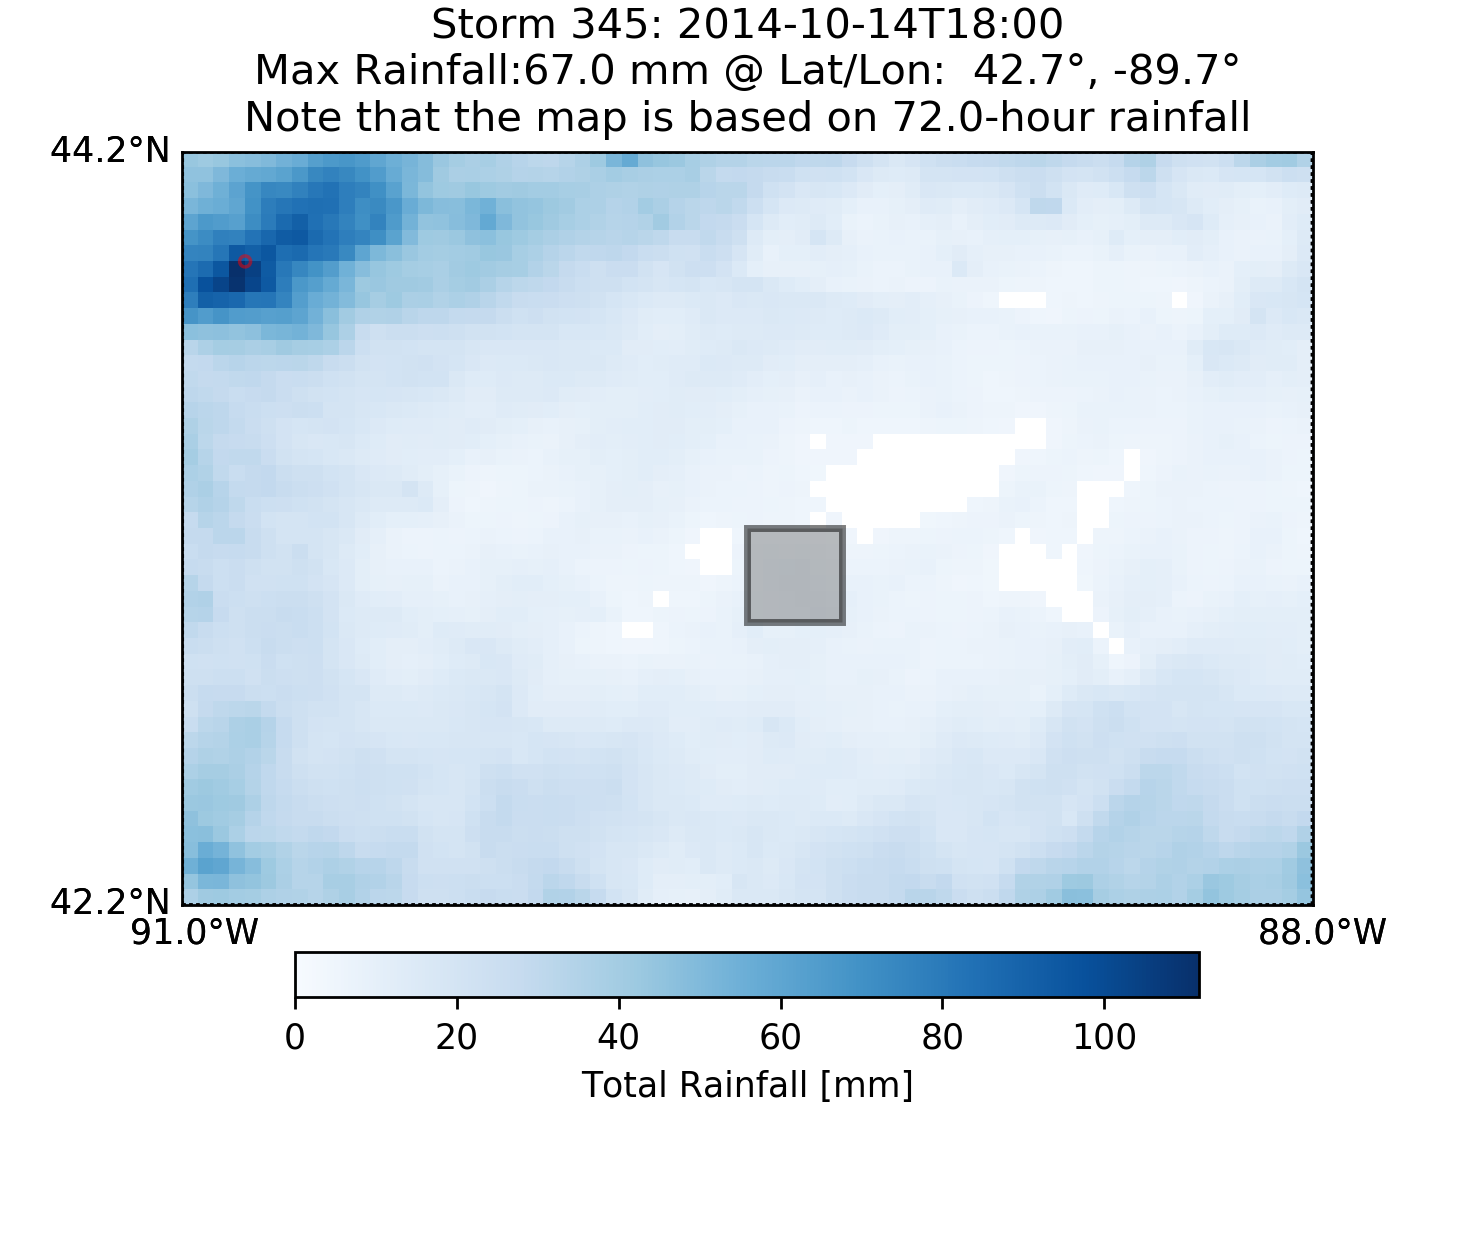 Storm 345: 2014-10-14T18:00
Max Rainfall:67.0 mm @ Lat/Lon:  42.7°, -89.7°
Note that the map is based on 72.0-hour rainfall
44.2°N
42.2°N
91.0°W
88.0°W
0 20 40 60 80 100
Total Rainfall [mm]